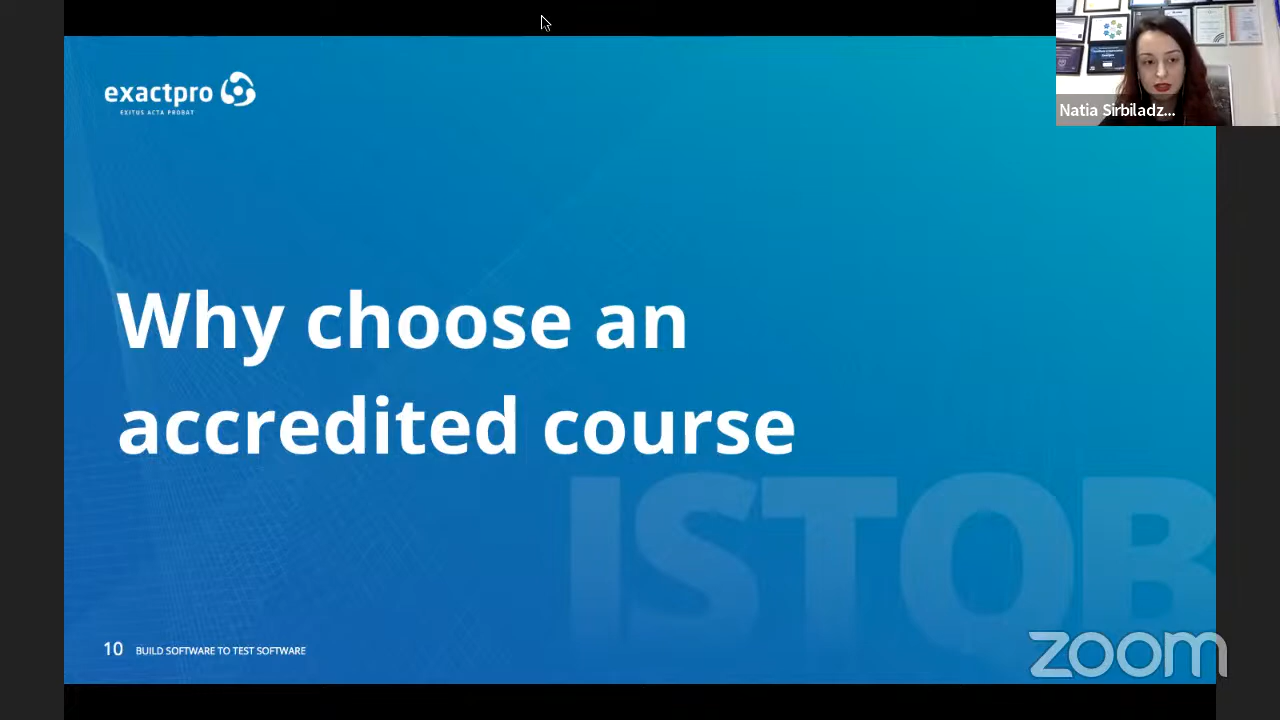 exactpro
EXITUS ACTA PROBAT
Natia Sirbiladz...
Why choose an
accredited course
ISTQB
10 BUILD SOFTWARE TO TEST SOFTWARE
zoom